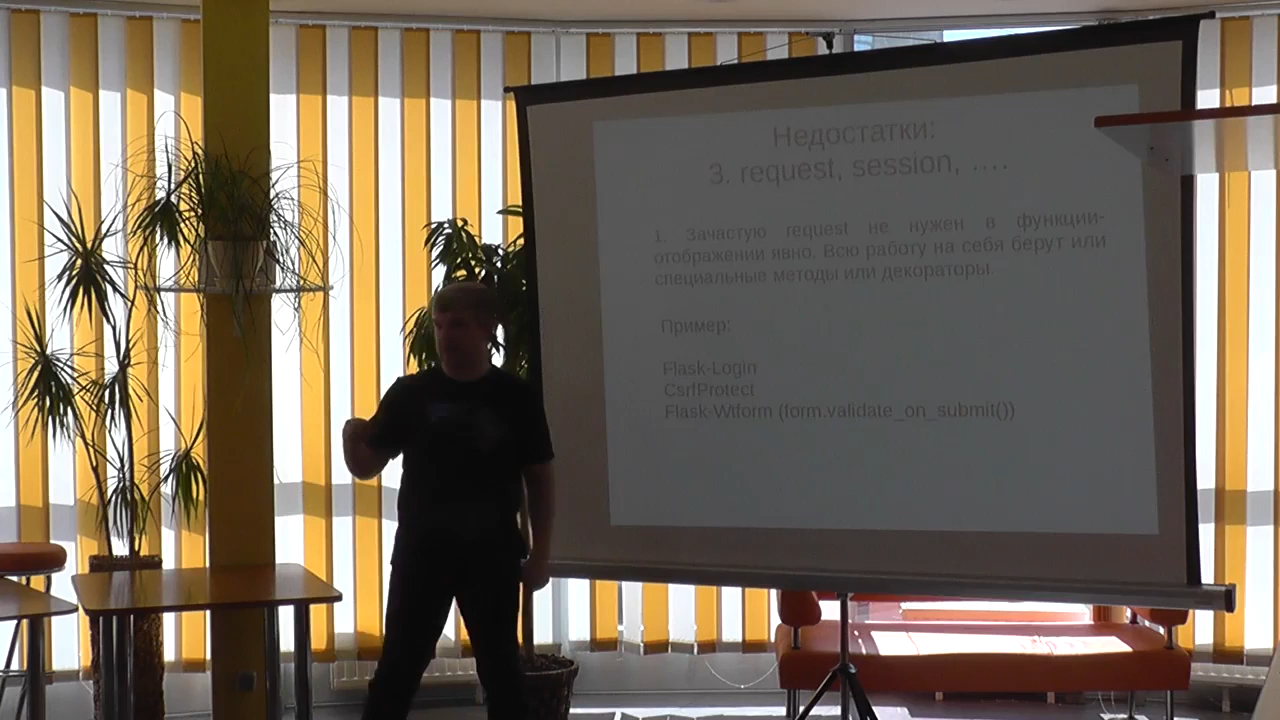 Недостатки:
3. request, session, ....
1. Зачастую request не нужен в функции-
отображении явно. Всю работу на себя берут или
специальные методы или декораторы.
Пример:
Flask-Login
CsrfProtect
Flask-Wtform (form.validate_on_submit())